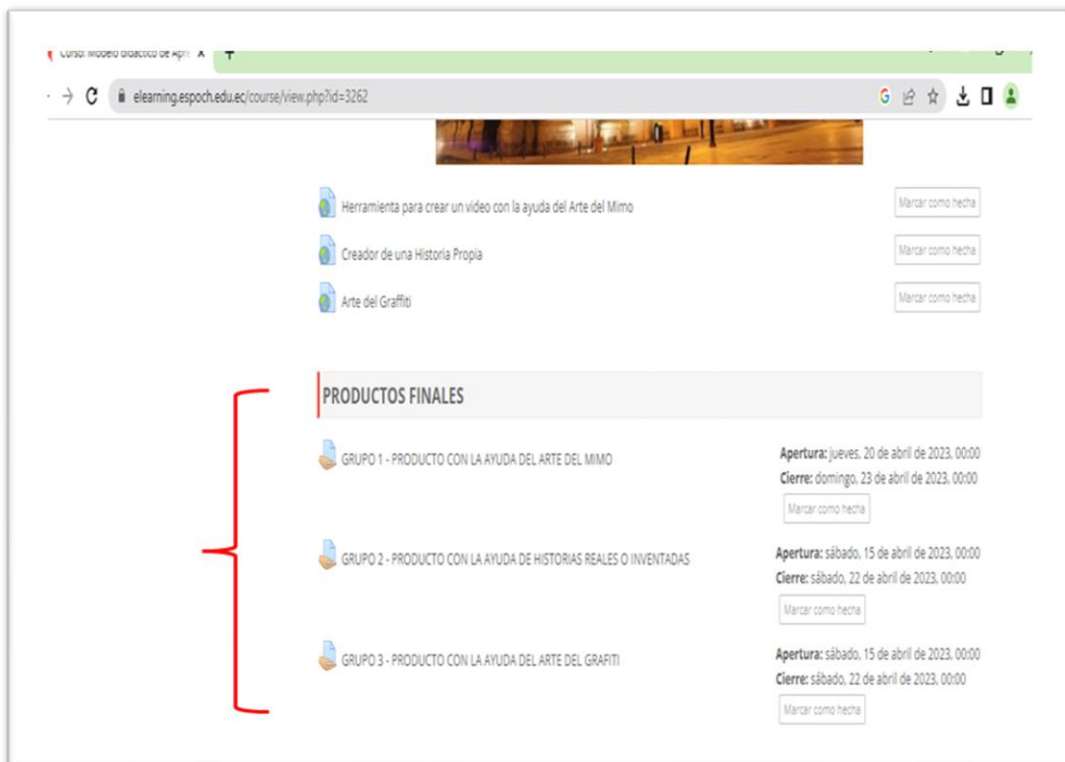 Curso: Modelo didáctico de Apre
elearning.espoch.edu.ec/course/view.php?id=3262
Herramienta para crear un video con la ayuda del Arte del Mimo
Marcar como hecha
Creador de una Historia Propia
Marcar como hecha
Arte del Graffiti
Marcar como hecha
PRODUCTOS FINALES
GRUPO 1 - PRODUCTO CON LA AYUDA DEL ARTE DEL MIMO
Apertura: jueves, 20 de abril de 2023, 00:00
Cierre: domingo, 23 de abril de 2023, 00:00
Marcar como hecha
GRUPO 2 - PRODUCTO CON LA AYUDA DE HISTORIAS REALES O INVENTADAS
Apertura: sábado, 15 de abril de 2023, 00:00
Cierre: sábado, 22 de abril de 2023, 00:00
Marcar como hecha
GRUPO 3 - PRODUCTO CON LA AYUDA DEL ARTE DEL GRAFITI
Apertura: sábado, 15 de abril de 2023, 00:00
Cierre: sábado, 22 de abril de 2023, 00:00
Marcar como hecha